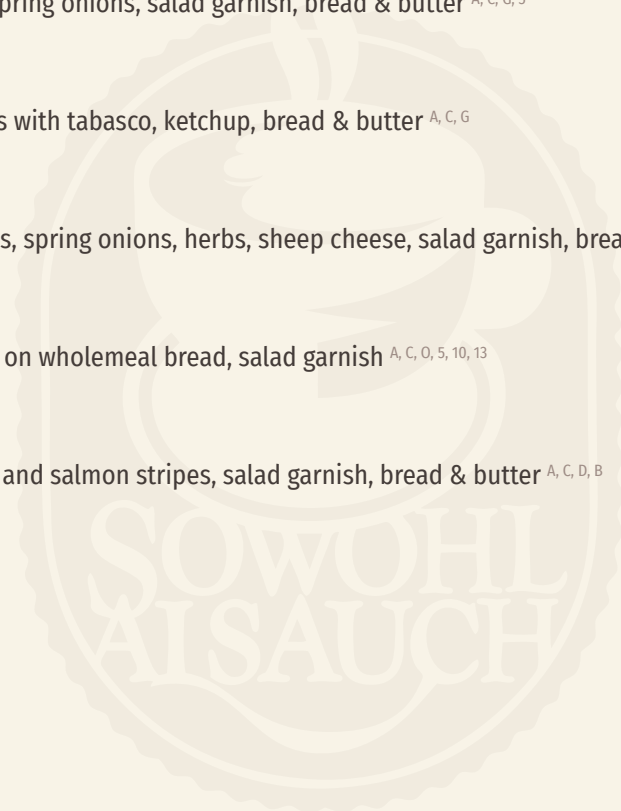 pring onions, salad garnish, bread & butter A, C, G, 5
s with tabasco, ketchup, bread & butter A, C, G
s, spring onions, herbs, sheep cheese, salad garnish, brea
on wholemeal bread, salad garnish A, C, O, 5, 10, 13
and salmon stripes, salad garnish, bread & butter A, C, D, B
SOWOHL
ALSAUCH